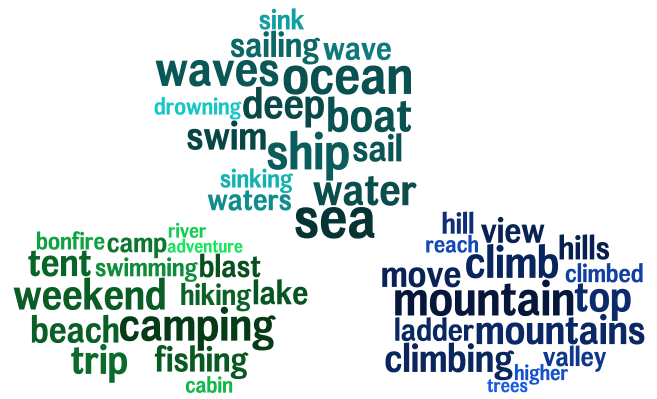 sink
sailing wave
waves ocean
drowning deep boat
swim ship sail
sinking water
waters sea
river
bonfire camp adventure
tent swimming blast
weekend hiking lake
beach camping
trip fishing
cabin
hill view
reach climb hills
move climbed
mountain top
ladder mountains
climbing valley
higher
trees